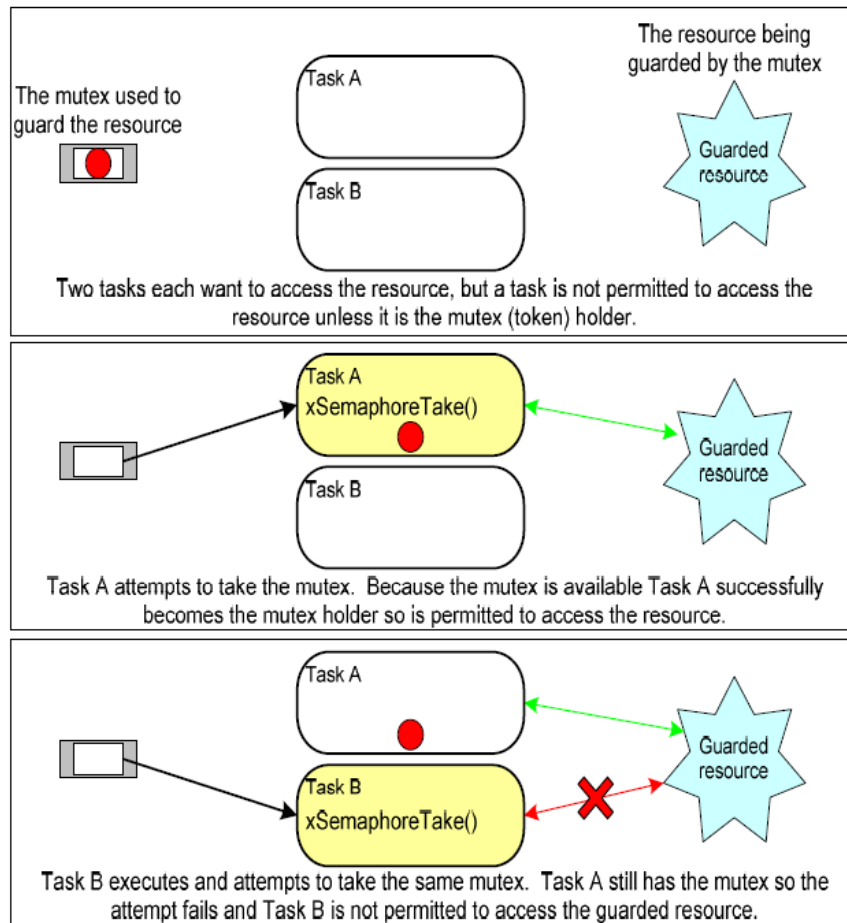 The resource being
guarded by the mutex
The mutex used to
guard the resource
Task A
Guarded
resource
Task B
Two tasks each want to access the resource, but a task is not permitted to access the
resource unless it is the mutex (token) holder.
Task A
xSemaphoreTake()
Guarded
resource
Task B
Task A attempts to take the mutex. Because the mutex is available Task A successfully
becomes the mutex holder so is permitted to access the resource.
Task A
Guarded
resource
Task B
xSemaphoreTake()
Task B executes and attempts to take the same mutex. Task A still has the mutex so the
attempt fails and Task B is not permitted to access the guarded resource.